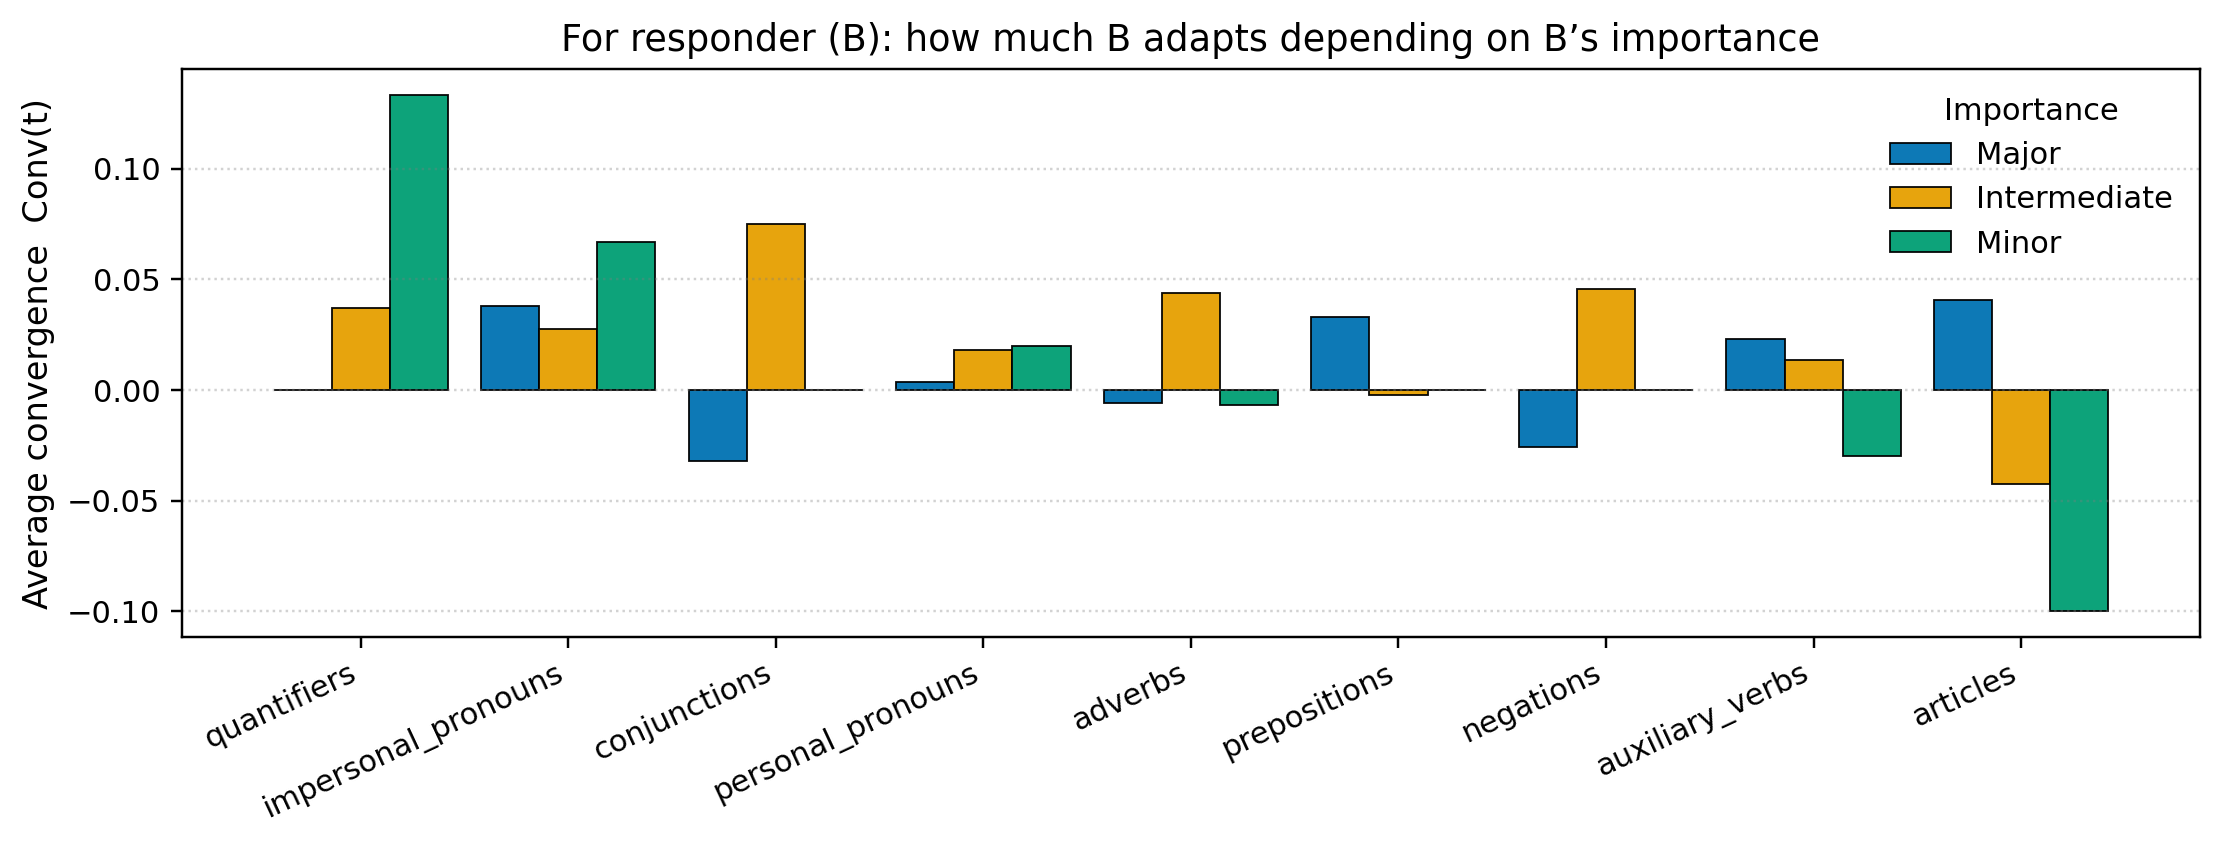 For responder (B): how much B adapts depending on B’s importance
Average convergence  Conv(t)
0.10
0.05
0.00
−0.05
−0.10
Importance
Major
Intermediate
Minor
quantifiers
impersonal_pronouns
conjunctions
personal_pronouns
adverbs
prepositions
negations
auxiliary_verbs
articles